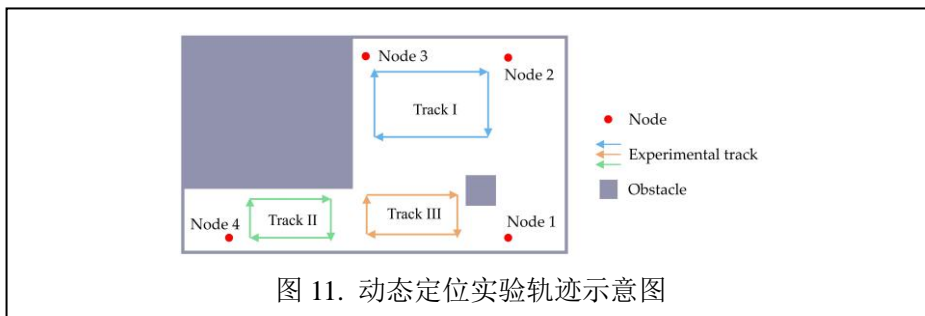 Node 3
Node 2
Track I
Node
Experimental track
Obstacle
Node 4
Track II
Track III
Node 1
图 11. 动态定位实验轨迹示意图